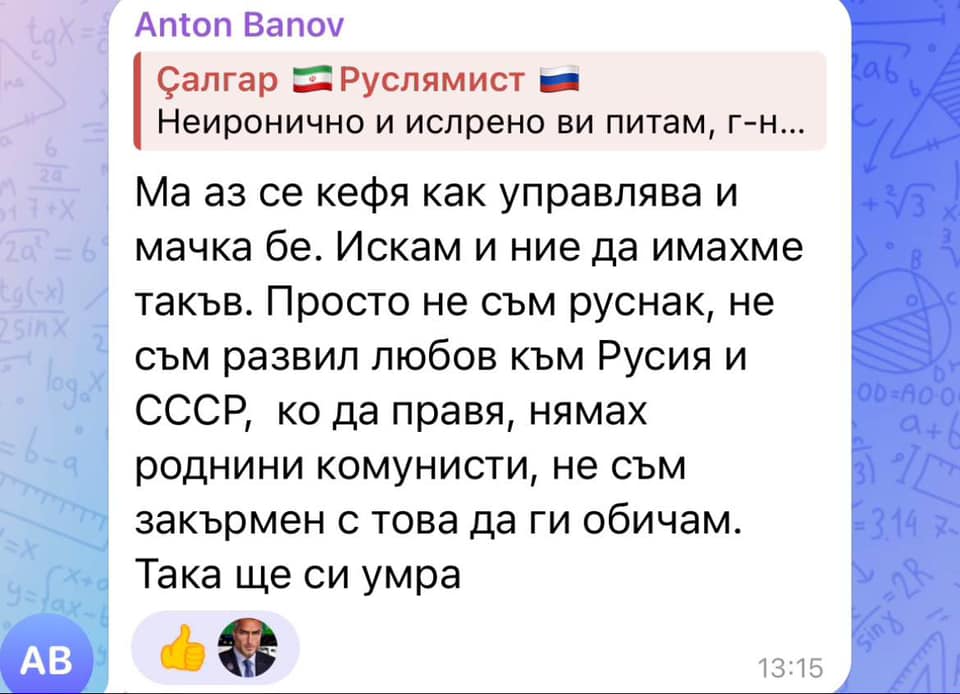 Anton Banov
Çалгар 🇮🇷Руслямист 🇷🇺
Неиронично и ислрено ви питам, г-н...
Ма аз се кефя как управлява и
мачка бе. Искам и ние да имахме
такъв. Просто не съм руснак, не
съм развил любов към Русия и
СССР,  ко да правя, нямах
роднини комунисти, не съм
закърмен с това да ги обичам.
Така ще си умра
AB
13:15